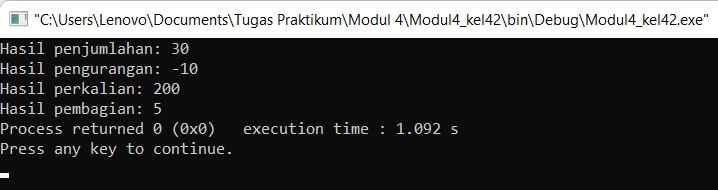 "C:\Users\Lenovo\Documents\Tugas Praktikum\Modul 4\Modul4_kel42\bin\Debug\Modul4_kel42.exe"
Hasil penjumlahan: 30
Hasil pengurangan: -10
Hasil perkalian: 200
Hasil pembagian: 5
Process returned 0 (0x0)   execution time : 1.092 s
Press any key to continue.